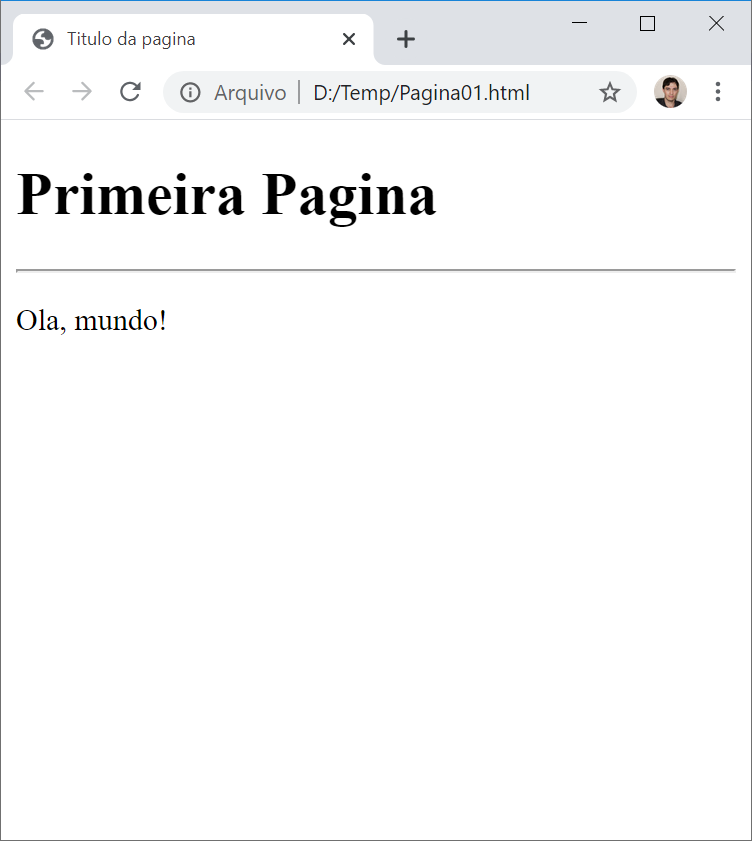 Titulo da pagina
Arquivo | D:/Temp/Pagina01.html
Primeira Pagina
Ola, mundo!